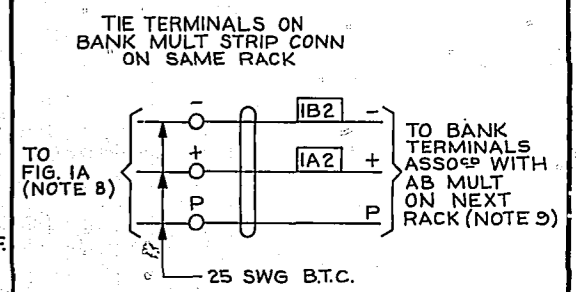 TIE TERMINALS ON
BANK MULT STRIP CONN
ON SAME RACK
- 1B2 -
TO
FIG. 1A
(NOTE 8)
+ 1A2 +
P P
TO BANK
TERMINALS
ASSOCD WITH
AB MULT
ON NEXT
RACK (NOTE 9)
25 SWG B.T.C.